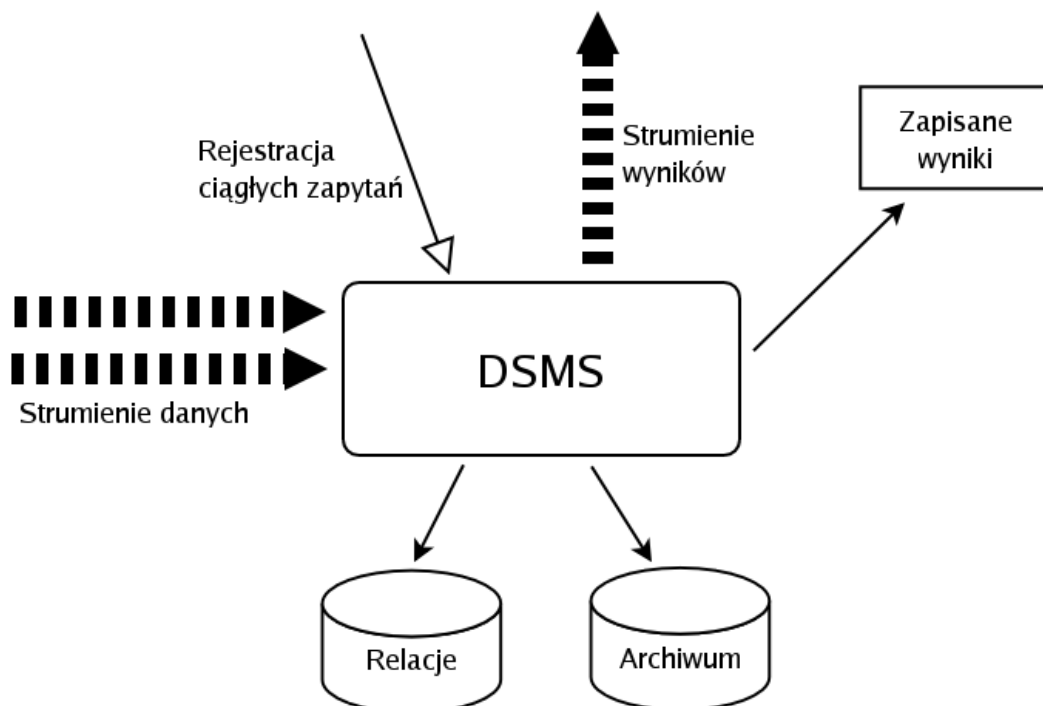 Rejestracja
ciągłych zapytań
Strumienie
wyników
Zapisane
wyniki
Strumienie danych
DSMS
Relacje
Archiwum